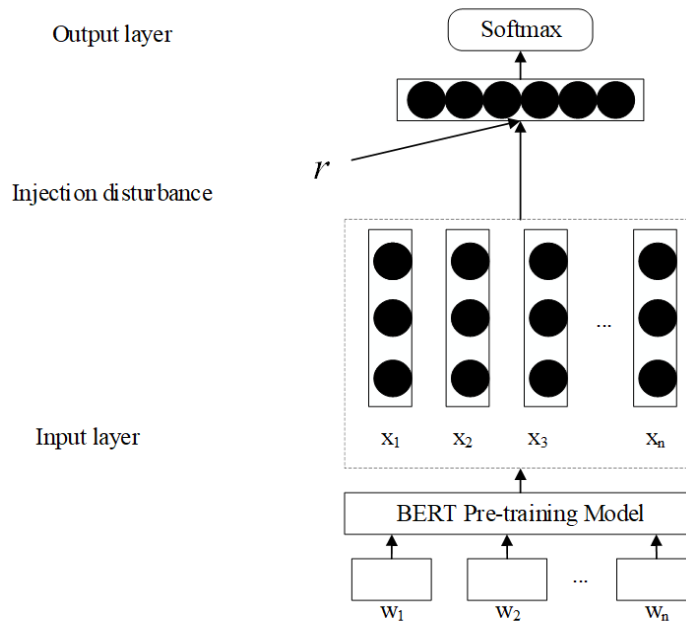 Output layer
Softmax
r
Injection disturbance
...
Input layer
x1 x2 x3 xn
BERT Pre-training Model
...
w1 w2 wn